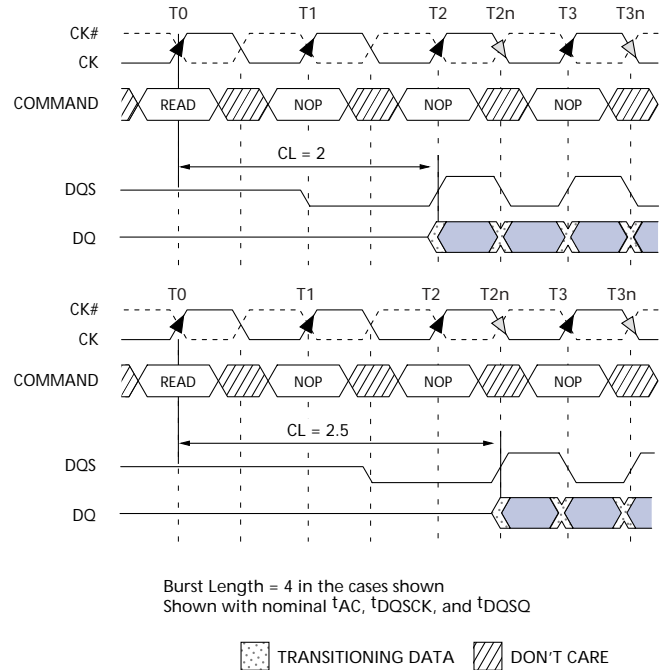 T0 T1 T2 T2n T3 T3n
CK#
CK
COMMAND READ NOP NOP NOP
CL = 2
DQS
DQ
T0 T1 T2 T2n T3 T3n
CK#
CK
COMMAND READ NOP NOP NOP
CL = 2.5
DQS
DQ
Burst Length = 4 in the cases shown
Shown with nominal tAC, tDQSCK, and tDQSQ
TRANSITIONING DATA DON'T CARE